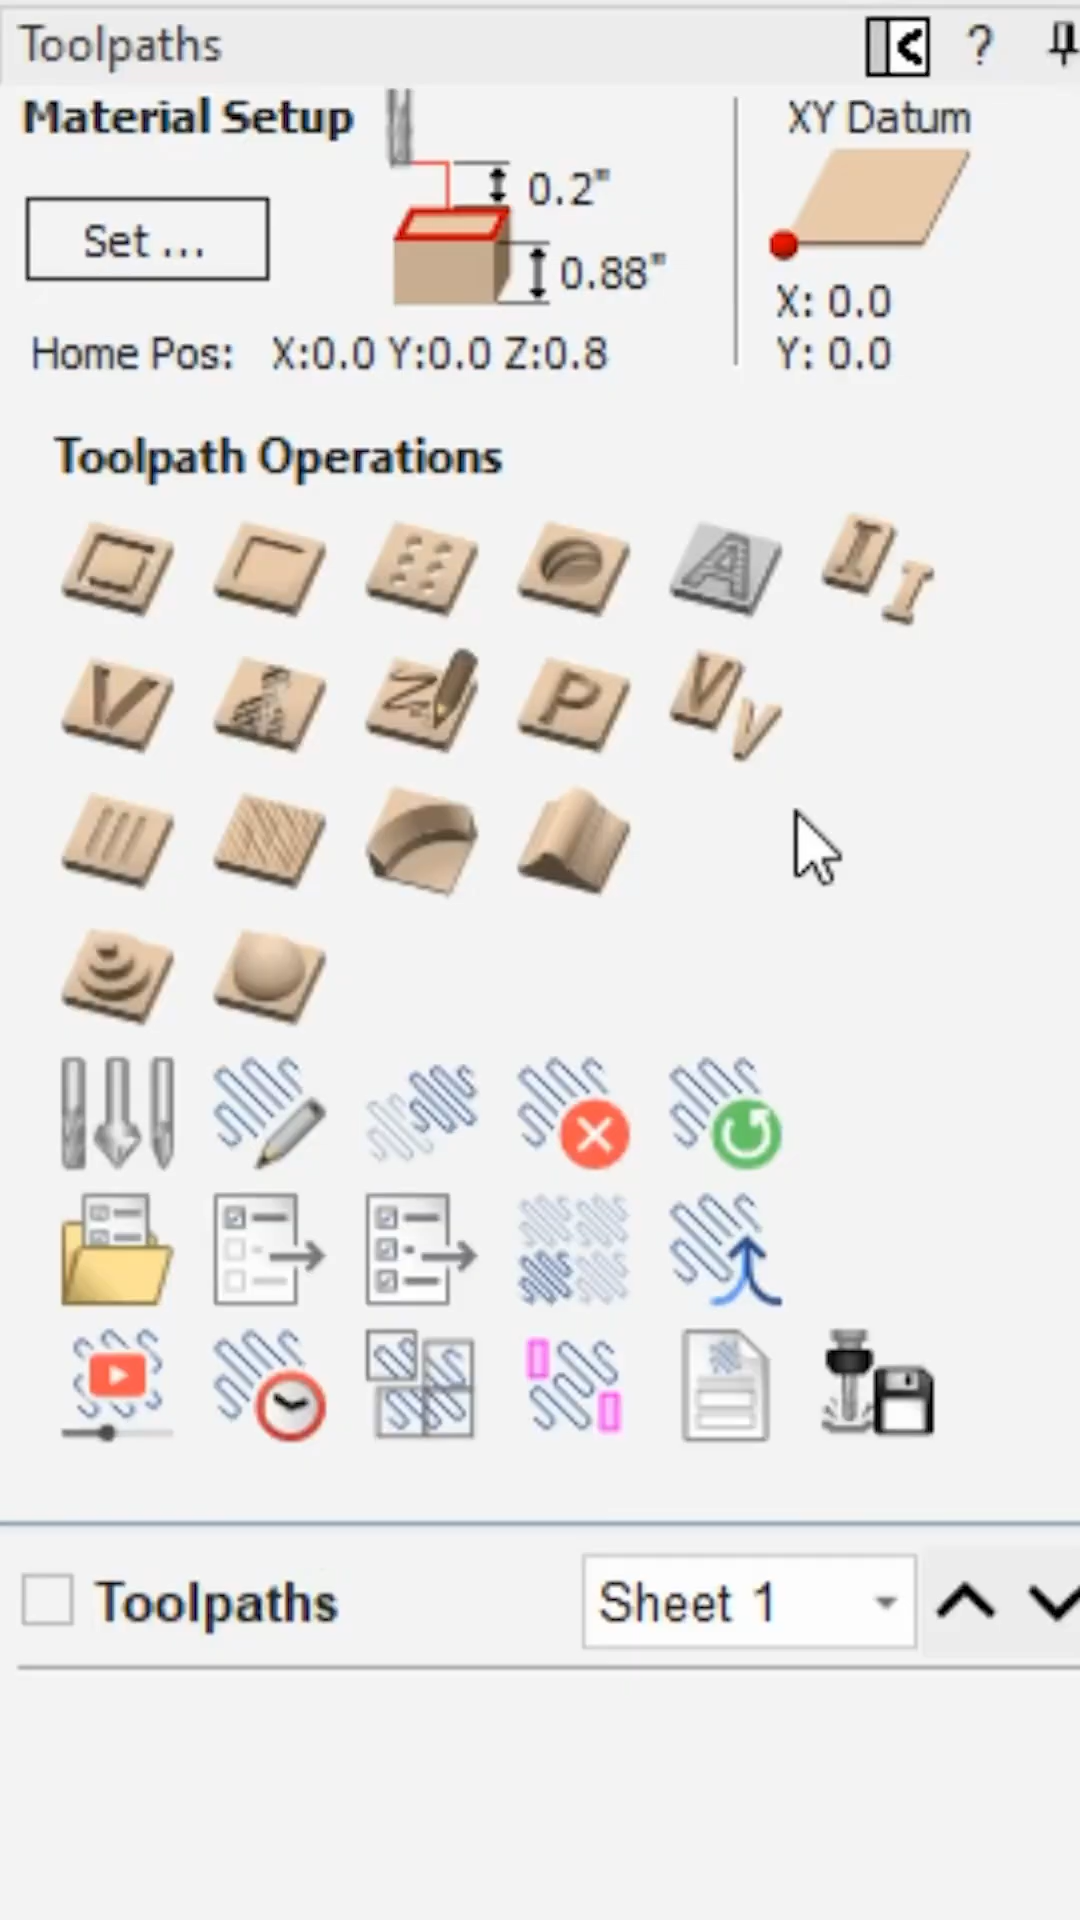 Toolpaths ?
Material Setup
XY Datum
0.2"
Set ...
0.88"
X: 0.0
Home Pos: X:0.0 Y:0.0 Z:0.8
Y: 0.0
Toolpath Operations
A I I
V Z P V V
Toolpaths Sheet 1